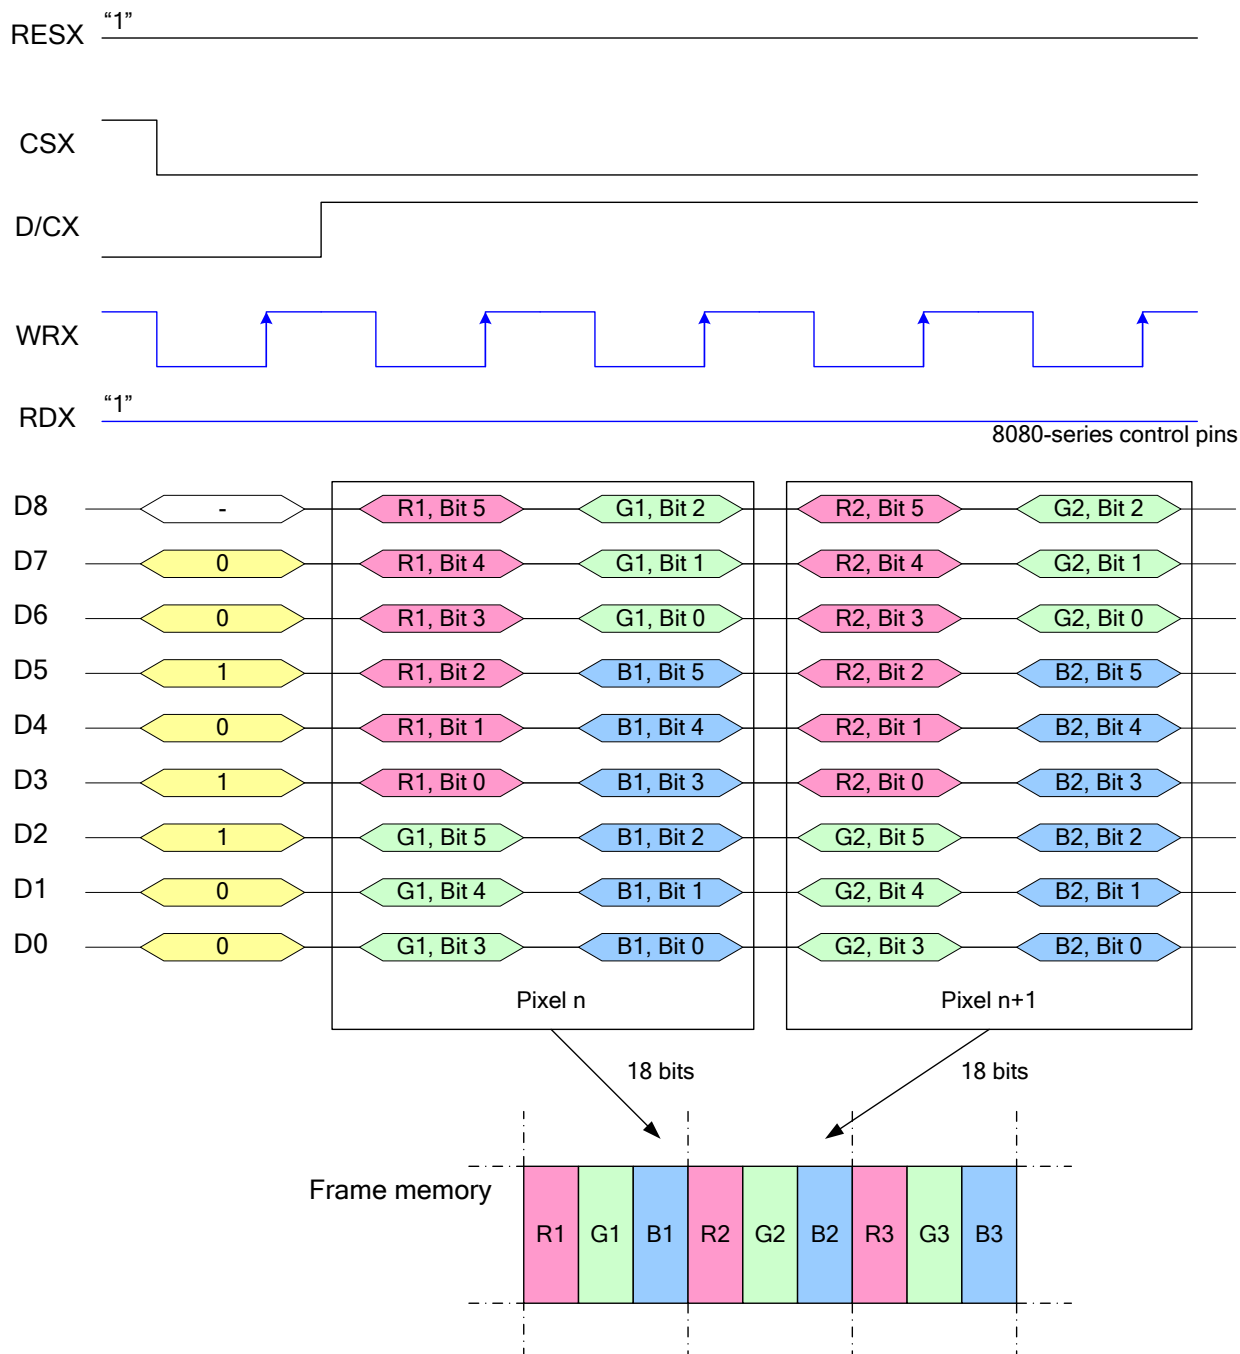 RESX “1”
CSX
D/CX
WRX
RDX “1”
8080-series control pins
D8 - R1, Bit 5 G1, Bit 2 R2, Bit 5 G2, Bit 2
D7 0 R1, Bit 4 G1, Bit 1 R2, Bit 4 G2, Bit 1
D6 0 R1, Bit 3 G1, Bit 0 R2, Bit 3 G2, Bit 0
D5 1 R1, Bit 2 B1, Bit 5 R2, Bit 2 B2, Bit 5
D4 0 R1, Bit 1 B1, Bit 4 R2, Bit 1 B2, Bit 4
D3 1 R1, Bit 0 B1, Bit 3 R2, Bit 0 B2, Bit 3
D2 1 G1, Bit 5 B1, Bit 2 G2, Bit 5 B2, Bit 2
D1 0 G1, Bit 4 B1, Bit 1 G2, Bit 4 B2, Bit 1
D0 0 G1, Bit 3 B1, Bit 0 G2, Bit 3 B2, Bit 0
Pixel n Pixel n+1
18 bits 18 bits
Frame memory
R1 G1 B1 R2 G2 B2 R3 G3 B3